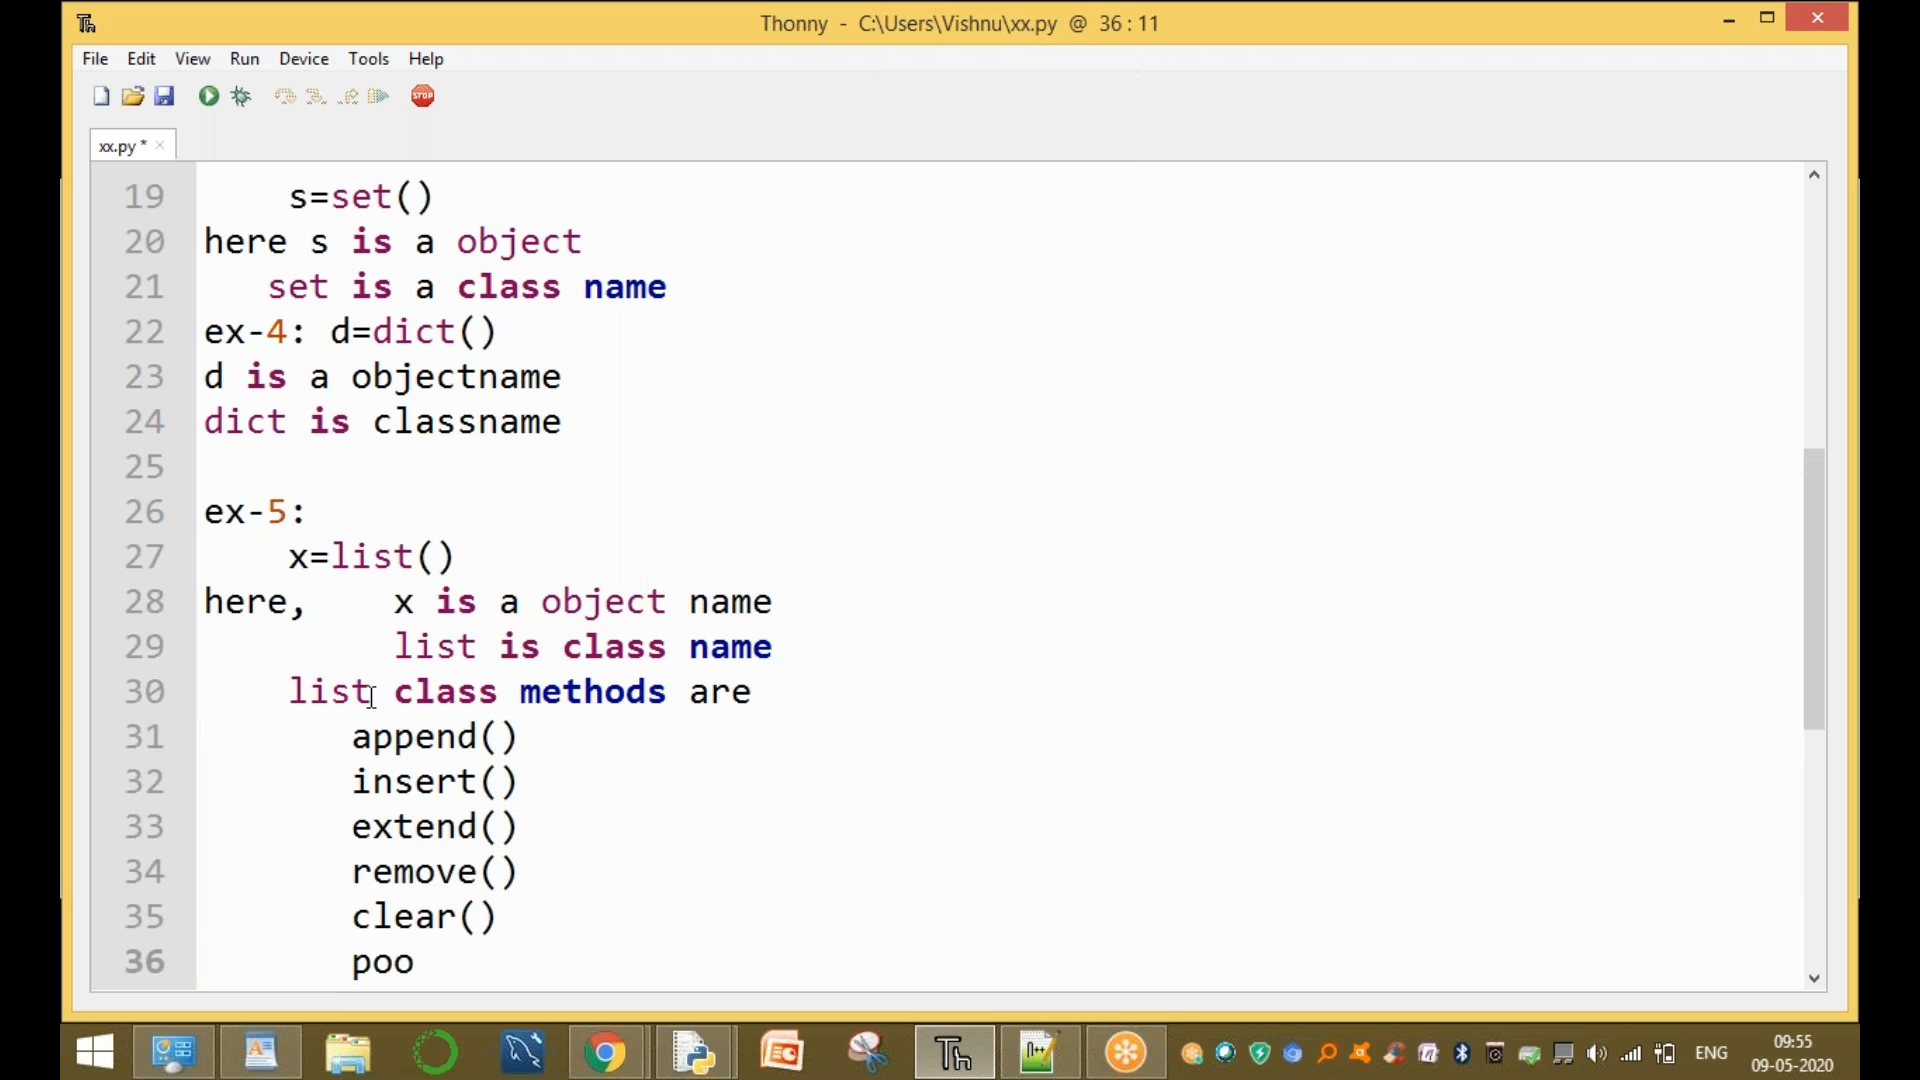 Th
Thonny - C:\Users\Vishnu\xx.py @ 36 : 11
File Edit View Run Device Tools Help
STOP
xx.py *
19     s=set()
20 here s is a object
21    set is a class name
22 ex-4: d=dict()
23 d is a objectname
24 dict is classname
25
26 ex-5:
27     x=list()
28 here,    x is a object name
29          list is class name
30     list class methods are
31        append()
32        insert()
33        extend()
34        remove()
35        clear()
36        poo
Th
ENG
09:55
09-05-2020